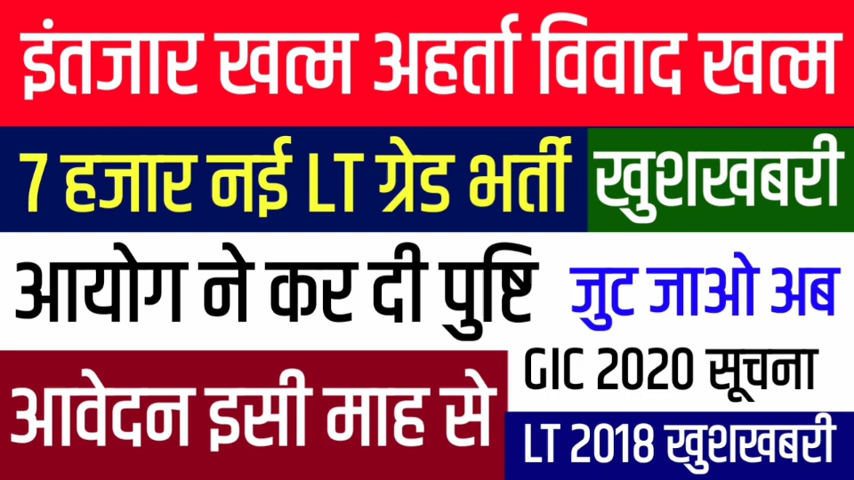 इंतजार खत्म अहर्ता विवाद खत्म
7 हजार नई LT ग्रेड भर्ती खुशखबरी
आयोग ने कर दी पुष्टि जुट जाओ अब
GIC 2020 सूचना
आवेदन इसी माह से
LT 2018 खुशखबरी